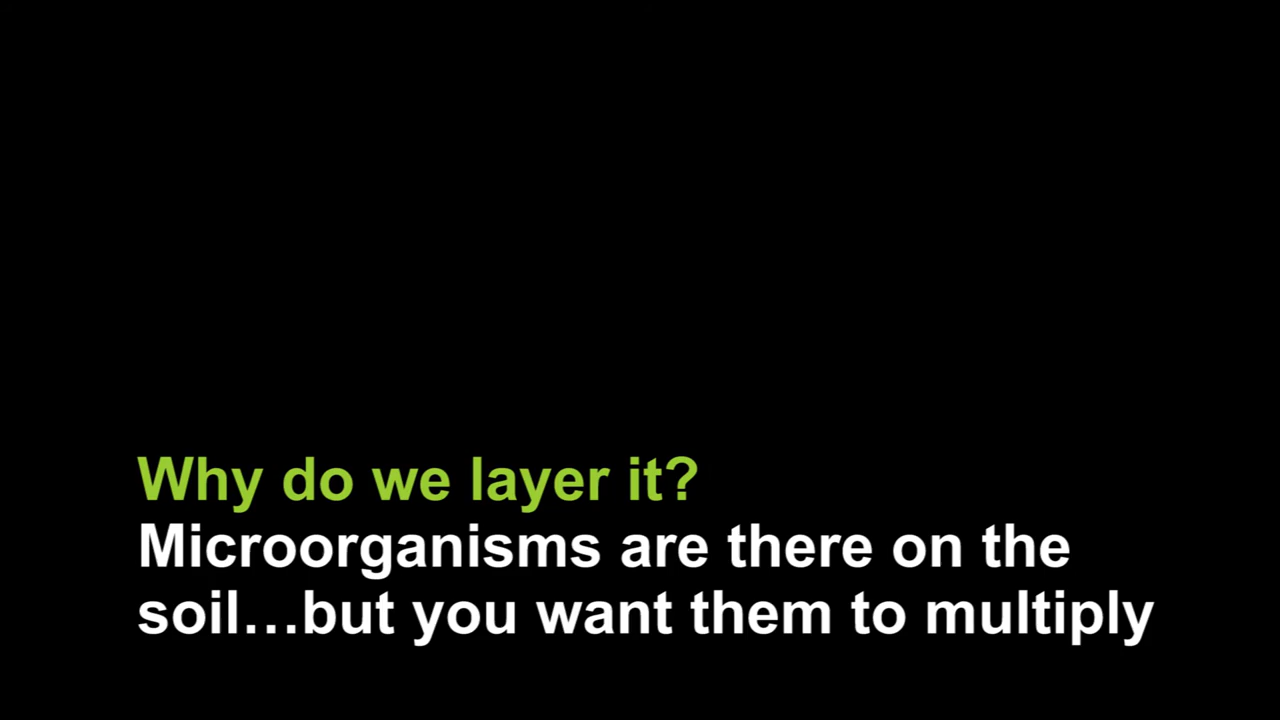 Why do we layer it?
Microorganisms are there on the
soil…but you want them to multiply